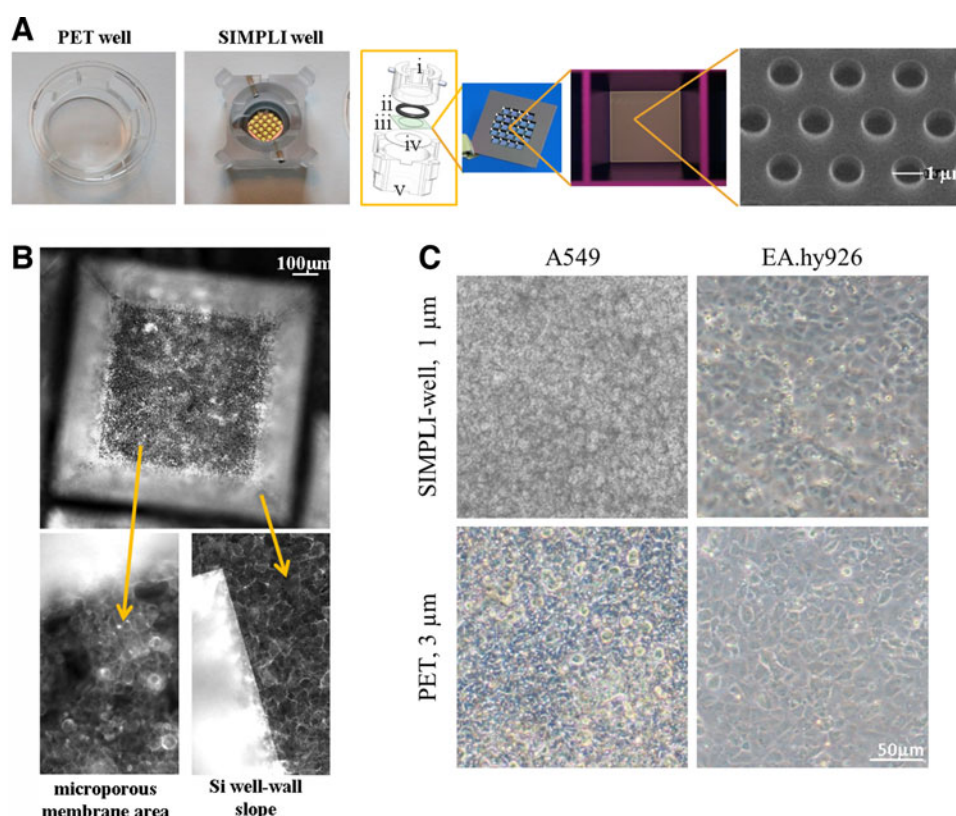 A
PET well
SIMPLI well
i
ii
iii
iv
v
1 μm
B
100μm
microporous
membrane area
Si well-wall
slope
C
A549
EA.hy926
SIMPLI-well, 1 μm
PET, 3 μm
50μm